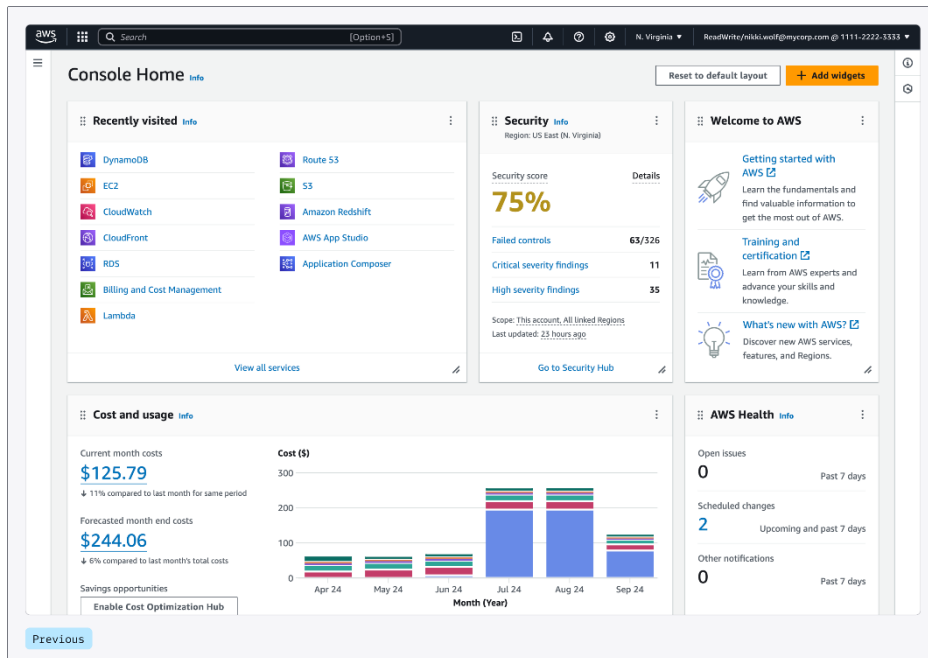 aws
Search [Option+S]
N. Virginia ▼
ReadWrite/nikki.wolf@mycorp.com @ 1111-2222-3333 ▼
Console Home Info
Reset to default layout
+ Add widgets
Recently visited Info
DynamoDB
EC2
CloudWatch
CloudFront
RDS
Billing and Cost Management
Lambda
Route 53
S3
Amazon Redshift
AWS App Studio
Application Composer
View all services
Security Info
Region: US East (N. Virginia)
Security score Details
75%
Failed controls 63/326
Critical severity findings 11
High severity findings 35
Scope: This account, All linked Regions
Last updated: 23 hours ago
Go to Security Hub
Welcome to AWS
Getting started with
AWS
Learn the fundamentals and
find valuable information to
get the most out of AWS.
Training and
certification
Learn from AWS experts and
advance your skills and
knowledge.
What's new with AWS?
Discover new AWS services,
features, and Regions.
Cost and usage Info
Current month costs
$125.79
↓ 11% compared to last month for same period
Forecasted month end costs
$244.06
↓ 6% compared to last month's total costs
Savings opportunities
Enable Cost Optimization Hub
Cost ($)
300
200
100
0
Apr 24 May 24 Jun 24 Jul 24 Aug 24 Sep 24
Month (Year)
AWS Health Info
Open issues
0 Past 7 days
Scheduled changes
2 Upcoming and past 7 days
Other notifications
0 Past 7 days
Previous